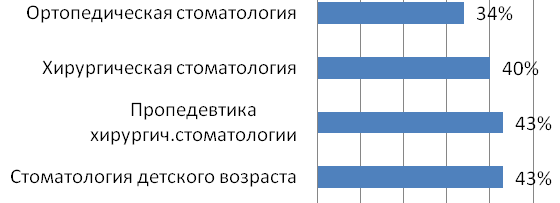 Ортопедическая стоматология 34%
Хирургическая стоматология 40%
Пропедевтика
хирургич.стоматологии 43%
Стоматология детского возраста 43%